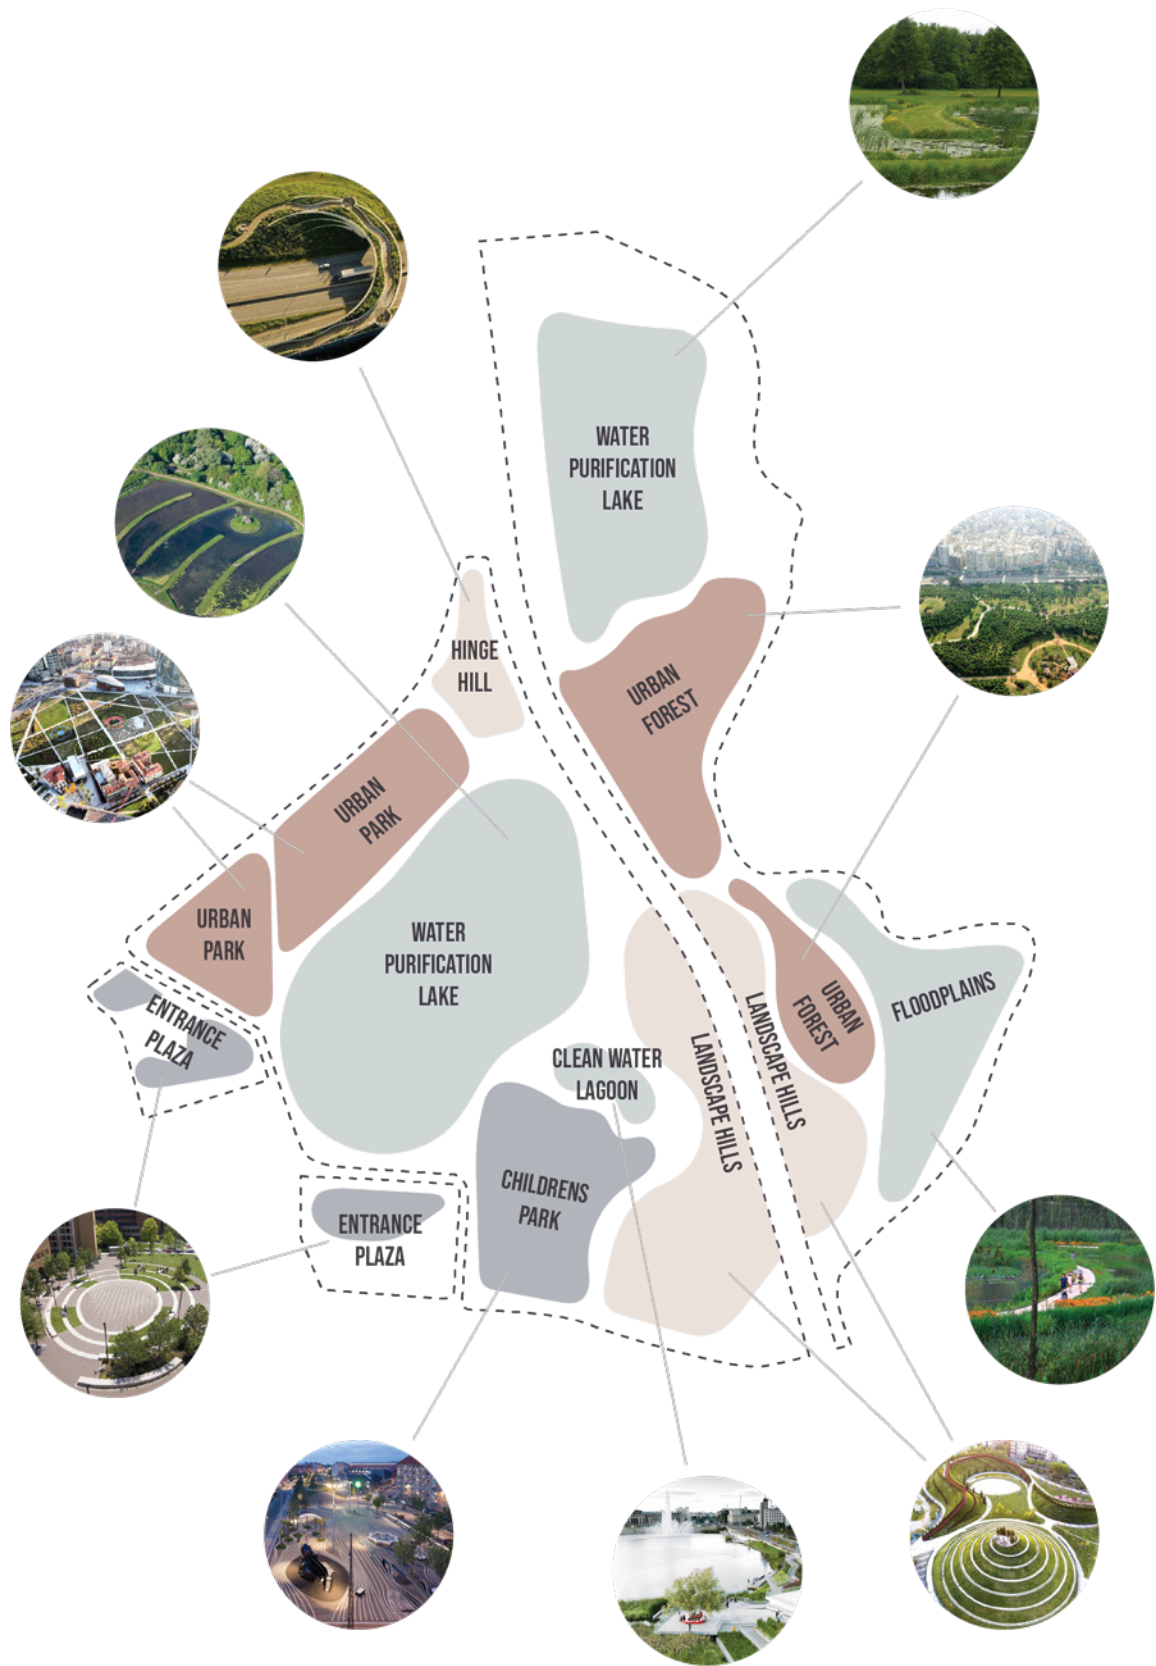 WATER
PURIFICATION
LAKE
HINGE
HILL
URBAN
FOREST
URBAN
PARK
URBAN
PARK
WATER
PURIFICATION
LAKE
ENTRANCE
PLAZA
FLOODPLAINS
URBAN
FOREST
LANDSCAPE HILLS
LANDSCAPE HILLS
CLEAN WATER
LAGOON
CHILDRENS
PARK
ENTRANCE
PLAZA